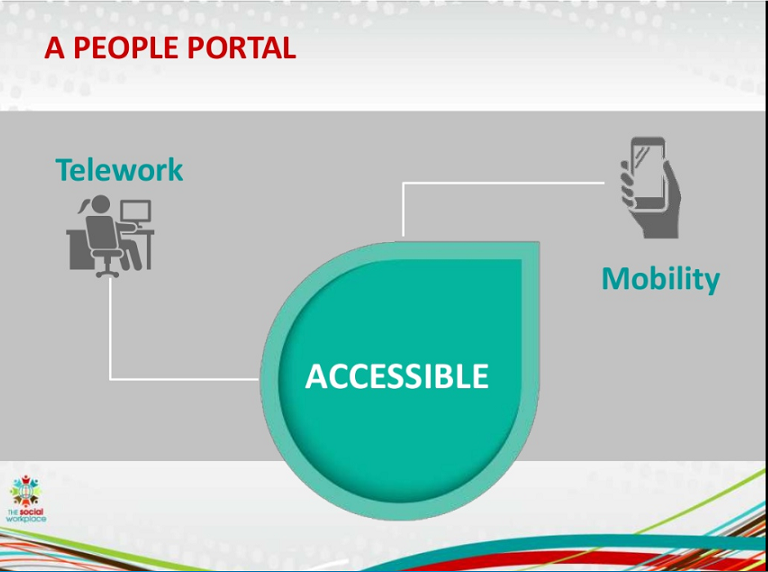 A PEOPLE PORTAL
Telework
Mobility
ACCESSIBLE
THE social
workplace